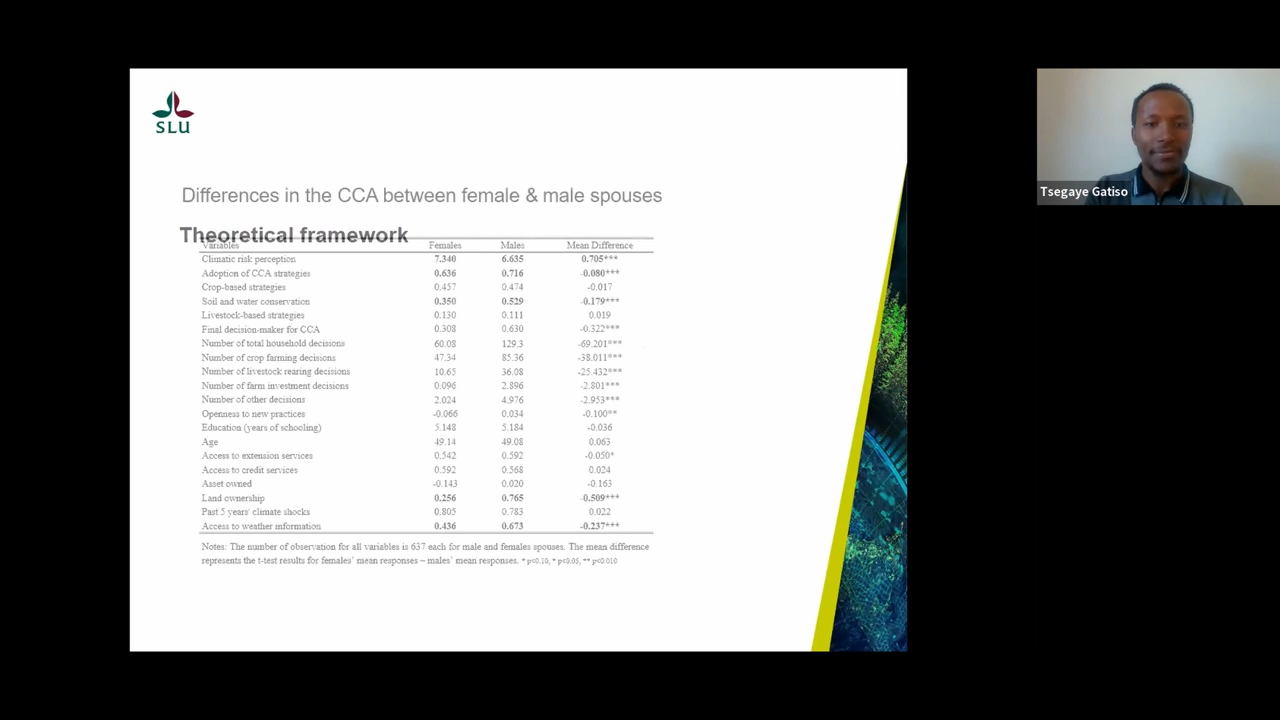 SLU
Differences in the CCA between female & male spouses
Theoretical framework
Variables Females Males Mean Difference
Climatic risk perception 7.340 6.635 0.705***
Adoption of CCA strategies 0.636 0.716 -0.080***
Crop-based strategies 0.457 0.474 -0.017
Soil and water conservation 0.350 0.529 -0.179***
Livestock-based strategies 0.130 0.111 0.019
Final decision-maker for CCA 0.308 0.630 -0.322***
Number of total household decisions 60.08 129.3 -69.201***
Number of crop farming decisions 47.34 85.36 -38.011***
Number of livestock rearing decisions 10.65 36.08 -25.432***
Number of farm investment decisions 0.096 2.896 -2.801***
Number of other decisions 2.024 4.976 -2.953***
Openness to new practices -0.066 0.034 -0.100**
Education (years of schooling) 5.148 5.184 -0.036
Age 49.14 49.08 0.063
Access to extension services 0.542 0.592 -0.050*
Access to credit services 0.592 0.568 0.024
Asset owned -0.143 0.020 -0.163
Land ownership 0.256 0.765 -0.509***
Past 5 years' climate shocks 0.805 0.783 0.022
Access to weather information 0.436 0.673 -0.237***
Notes: The number of observation for all variables is 637 each for male and females spouses. The mean difference
represents the t-test results for females' mean responses – males' mean responses. * p<0.10, * p<0.05, ** p<0.010
Tsegaye Gatiso